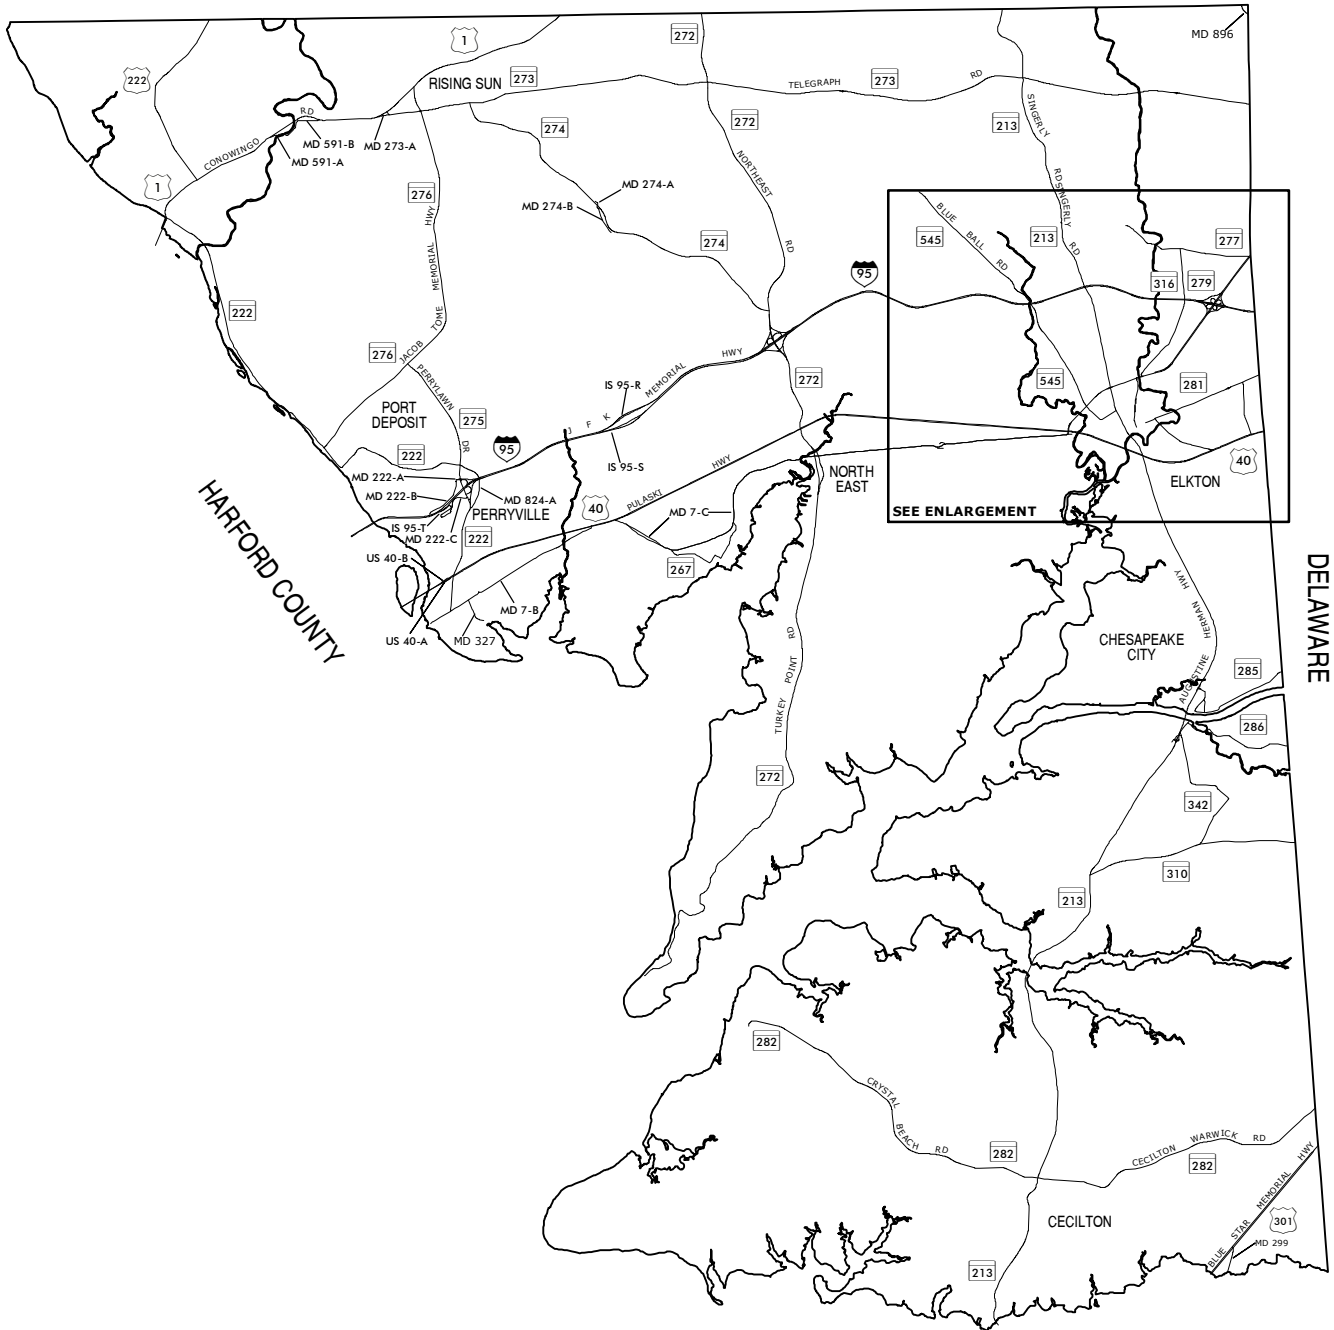 MD 896
1
272
222
RISING SUN
273
TELEGRAPH
273
RD
274
272
213
SINGERLY
RD
CONOWINGO
RD
MD 591-B
MD 273-A
MD 591-A
NORTHEAST
RD
1
276
HWY
MEMORIAL
TOME
JACOB
MD 274-A
MD 274-B
274
SINGERLY
RD
BLUE
BALL
RD
545
213
277
95
316
279
222
276
PERRYLAWN
DR
HWY
MEMORIAL
K
F
J
IS 95-R
272
545
281
PORT
DEPOSIT
275
95
222
IS 95-S
HWY
PULASKI
NORTH
EAST
40
ELKTON
MD 222-A
MD 222-B
MD 824-A
PERRYVILLE
40
MD 7-C
SEE ENLARGEMENT
IS 95-T
MD 222-C
222
US 40-B
267
HARFORD COUNTY
DELAWARE
MD 7-B
US 40-A
MD 327
HWY
HERMAN
AUGUSTINE
CHESAPEAKE
CITY
285
286
RD
POINT
TURKEY
272
342
310
213
282
CRYSTAL
BEACH
RD
282
CECILTON
WARWICK
RD
282
CECILTON
BLUE
STAR
MEMORIAL
HWY
301
MD 299
213